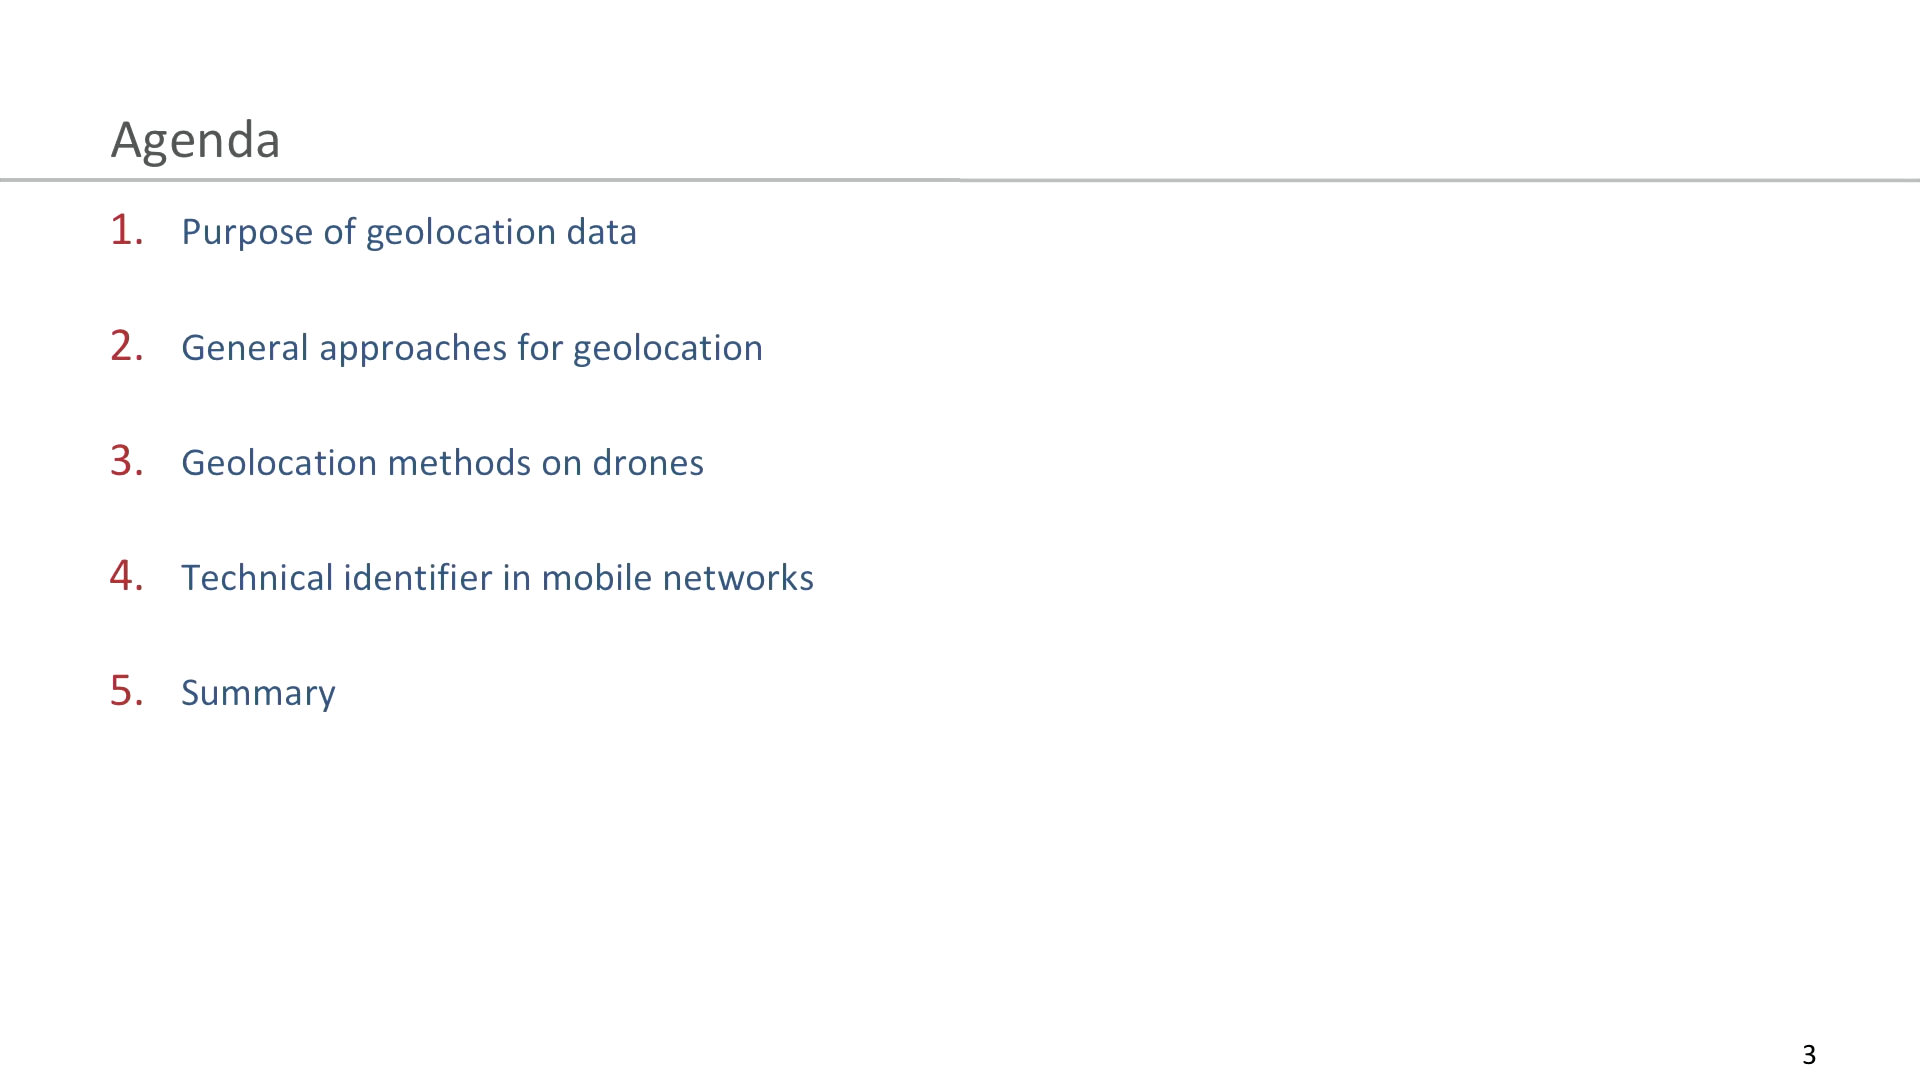 Agenda
1. Purpose of geolocation data
2. General approaches for geolocation
3. Geolocation methods on drones
4. Technical identifier in mobile networks
5. Summary
3